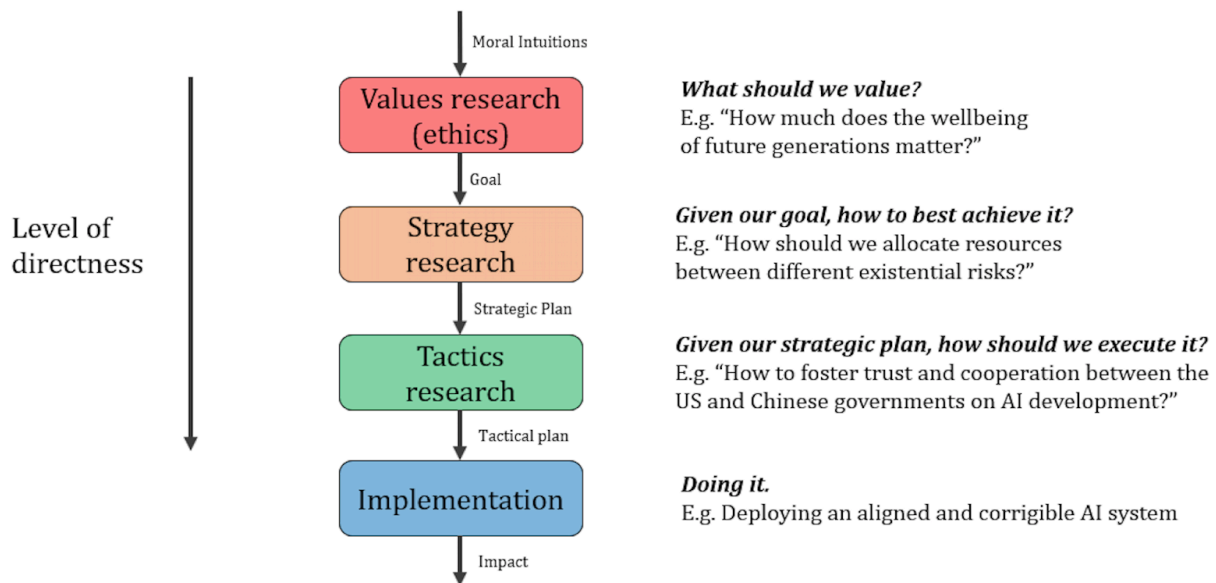 Moral Intuitions
Values research
(ethics)
What should we value?
E.g. “How much does the wellbeing
of future generations matter?”
Goal
Level of
directness
Strategy
research
Given our goal, how to best achieve it?
E.g. “How should we allocate resources
between different existential risks?”
Strategic Plan
Tactics
research
Given our strategic plan, how should we execute it?
E.g. “How to foster trust and cooperation between the
US and Chinese governments on AI development?”
Tactical plan
Implementation
Doing it.
E.g. Deploying an aligned and corrigible AI system
Impact